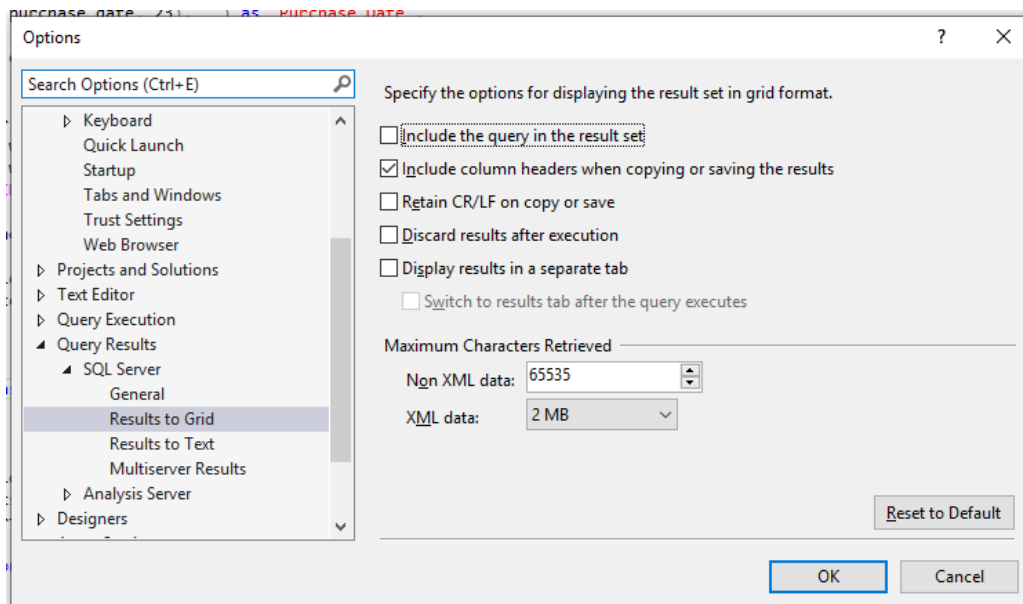 purchase_date, 23), '') as 'Purchase Date',
Options
?
Search Options (Ctrl+E)
Keyboard
Quick Launch
Startup
Tabs and Windows
Trust Settings
Web Browser
Projects and Solutions
Text Editor
Query Execution
Query Results
SQL Server
General
Results to Grid
Results to Text
Multiserver Results
Analysis Server
Designers
Specify the options for displaying the result set in grid format.
Include the query in the result set
Include column headers when copying or saving the results
Retain CR/LF on copy or save
Discard results after execution
Display results in a separate tab
Switch to results tab after the query executes
Maximum Characters Retrieved
Non XML data: 65535
XML data: 2 MB
Reset to Default
OK Cancel